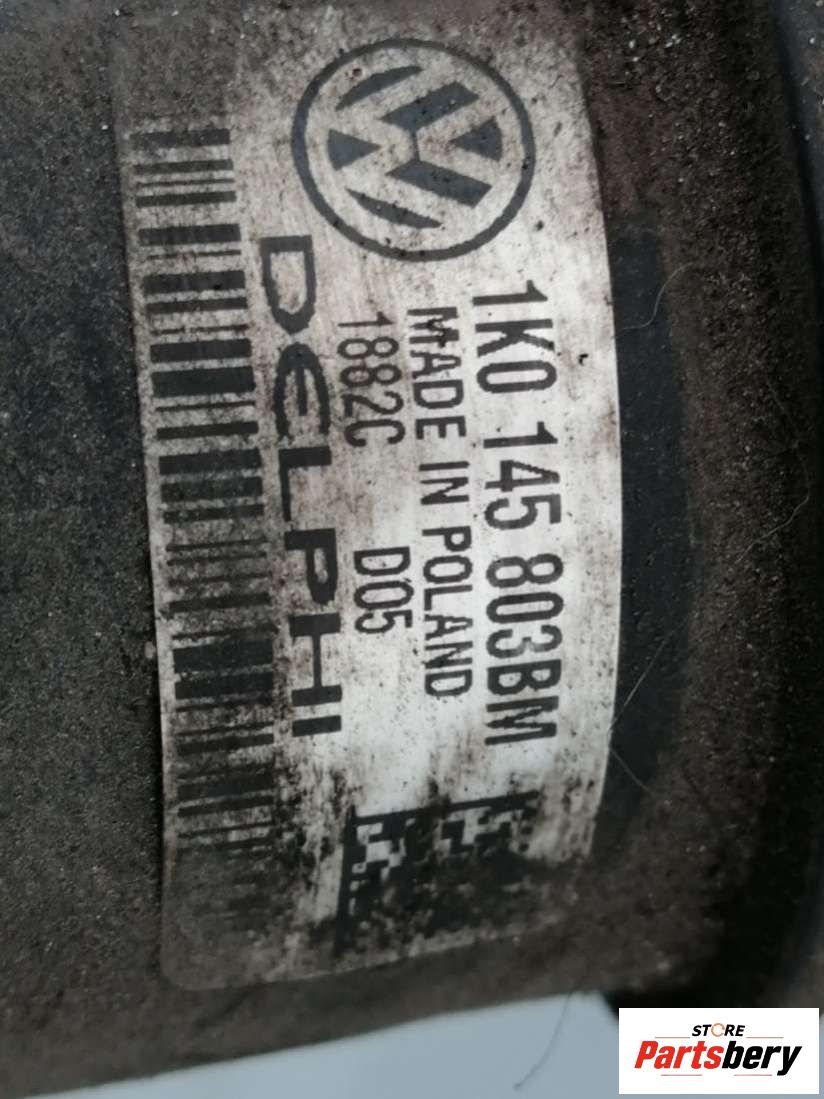 1K0 145 803BM
MADE IN POLAND
1882C D05
DELPHI
STORE
Partsbery